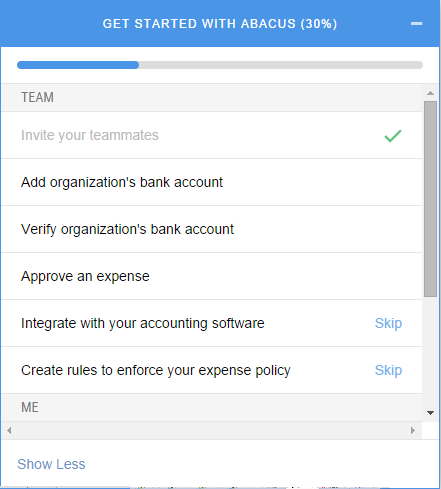 GET STARTED WITH ABACUS (30%)
TEAM
Invite your teammates
Add organization's bank account
Verify organization's bank account
Approve an expense
Integrate with your accounting software Skip
Create rules to enforce your expense policy Skip
ME
Show Less